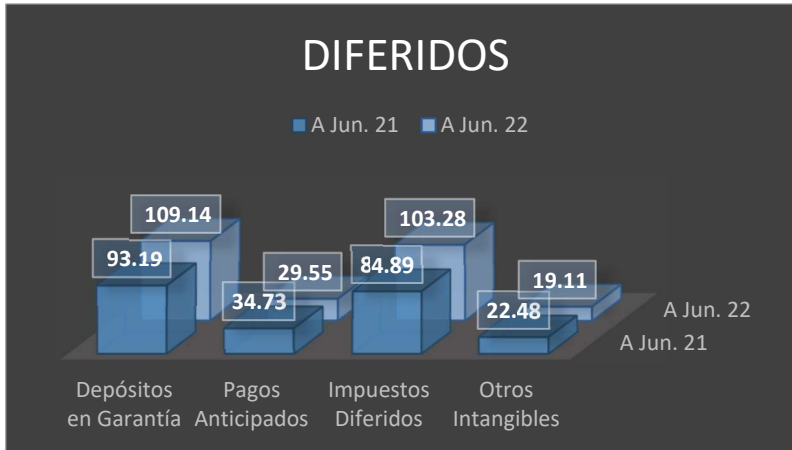 DIFERIDOS
A Jun. 21 A Jun. 22
109.14 103.28
93.19 29.55 84.89 19.11
34.73 22.48
A Jun. 22
A Jun. 21
Depósitos Pagos Impuestos Otros
en Garantía Anticipados Diferidos Intangibles